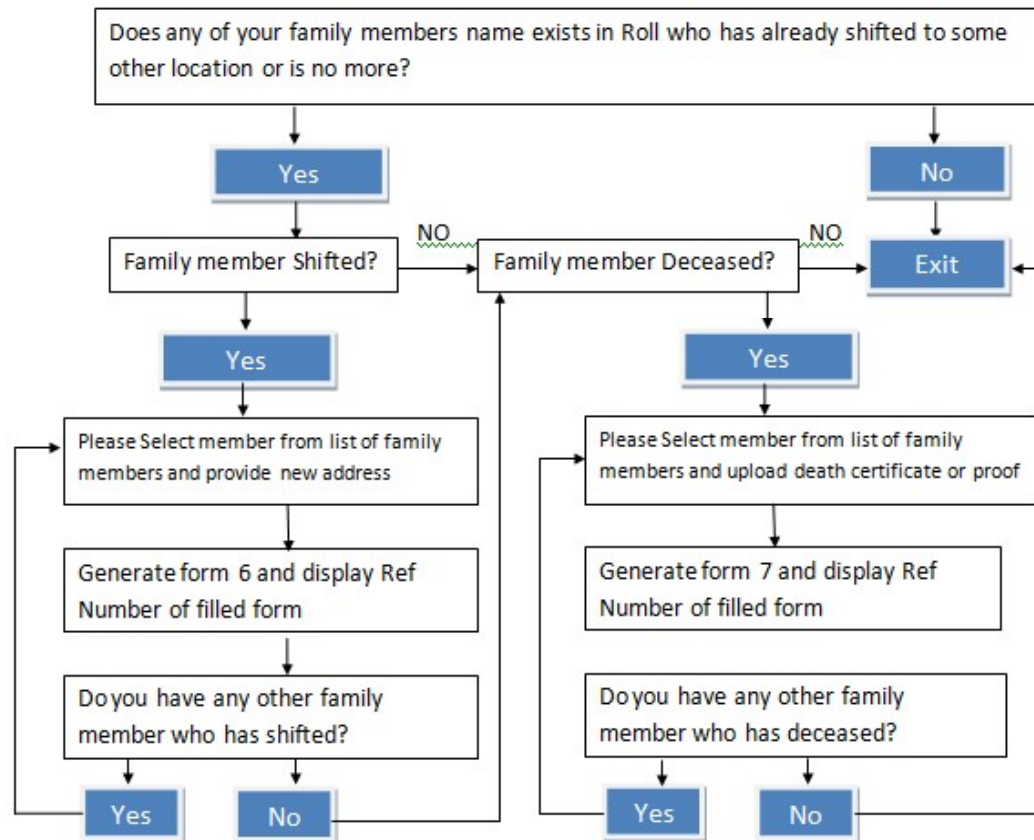 Does any of your family members name exists in Roll who has already shifted to some
other location or is no more?
Yes
No
NO
NO
Family member Shifted?
Family member Deceased?
Exit
Yes
Yes
Please Select member from list of family
members and provide new address
Please Select member from list of family
members and upload death certificate or proof
Generate form 6 and display Ref
Number of filled form
Generate form 7 and display Ref
Number of filled form
Do you have any other family
member who has shifted?
Do you have any other family
member who has deceased?
Yes
No
Yes
No